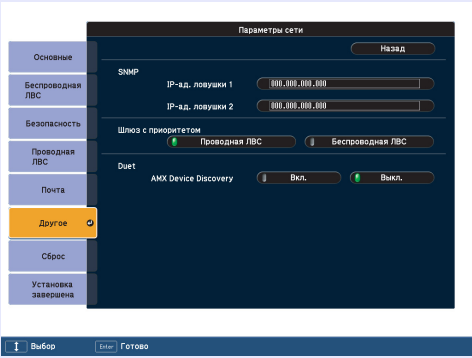 Параметры сети
Назад
Основные
Беспроводная
ЛВС
Безопасность
Проводная
ЛВС
Почта
Другое
Сброс
Установка
завершена
SNMP
IP-ад. ловушки 1
000.000.000.000
IP-ад. ловушки 2
000.000.000.000
Шлюз с приоритетом
Проводная ЛВС
Беспроводная ЛВС
Duet
AMX Device Discovery
Вкл.
Выкл.
Выбор
Enter
Готово